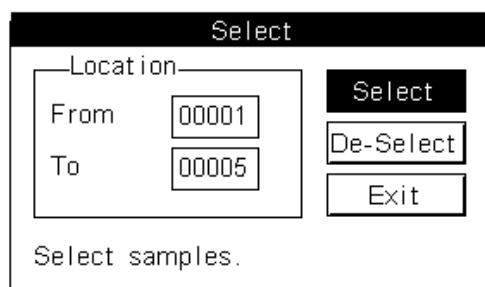 Select
Location
From 00001
To 00005
Select
De-Select
Exit
Select samples.